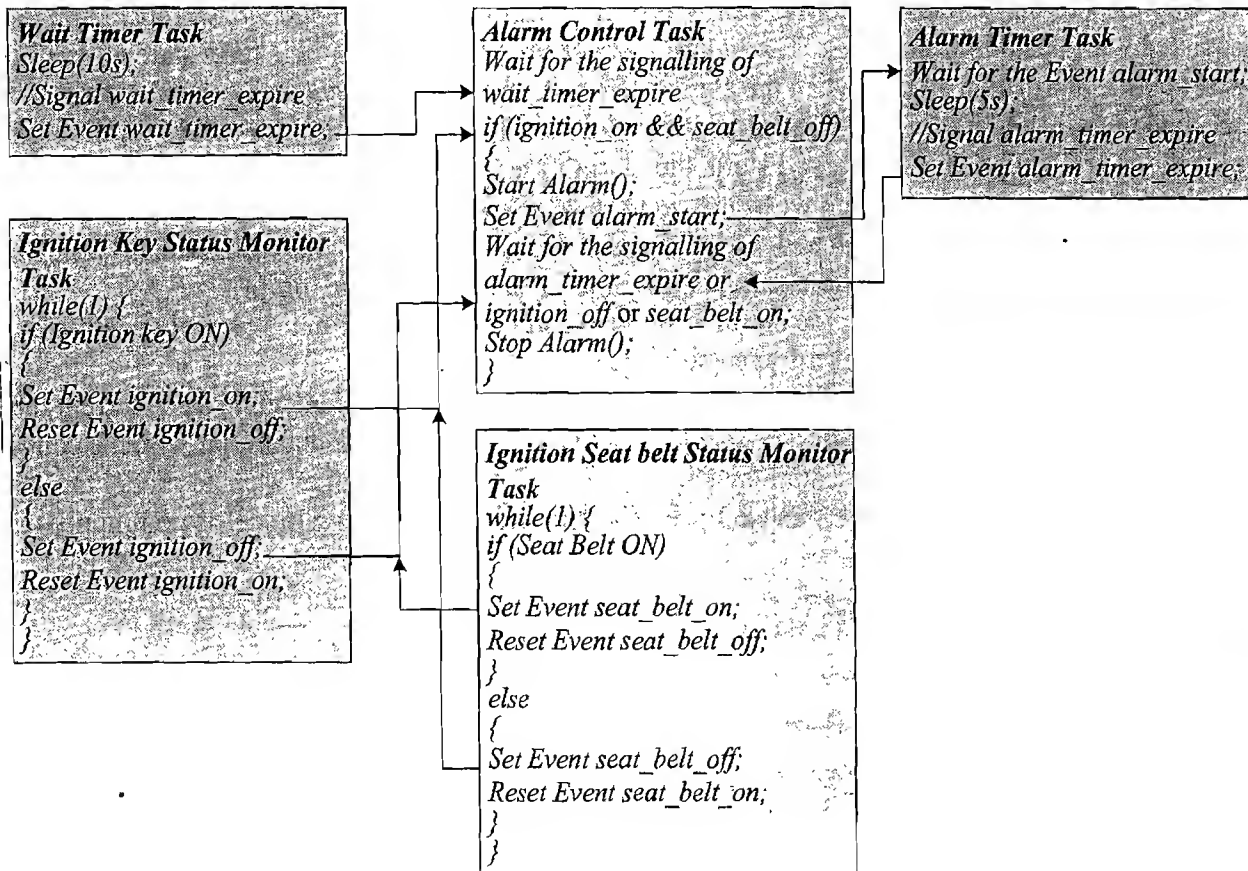 Wait Timer Task
Sleep(10s);
//Signal wait_timer_expire
Set Event wait_timer_expire;
Ignition Key Status Monitor
Task
while(1) {
if (Ignition key ON)
{
Set Event ignition_on;
Reset Event ignition_off;
}
else
{
Set Event ignition_off;
Reset Event ignition_on;
}
}
Alarm Control Task
Wait for the signalling of
wait_timer_expire
if (ignition_on && seat_belt_off)
{
Start Alarm();
Set Event alarm_start;
Wait for the signalling of
alarm_timer_expire or
ignition_off or seat_belt_on;
Stop Alarm();
}
Ignition Seat belt Status Monitor
Task
while(1) {
if (Seat Belt ON)
{
Set Event seat_belt_on;
Reset Event seat_belt_off;
}
else
{
Set Event seat_belt_off;
Reset Event seat_belt_on;
}
}
Alarm Timer Task
Wait for the Event alarm_start;
Sleep(5s);
//Signal alarm_timer_expire
Set Event alarm_timer_expire;